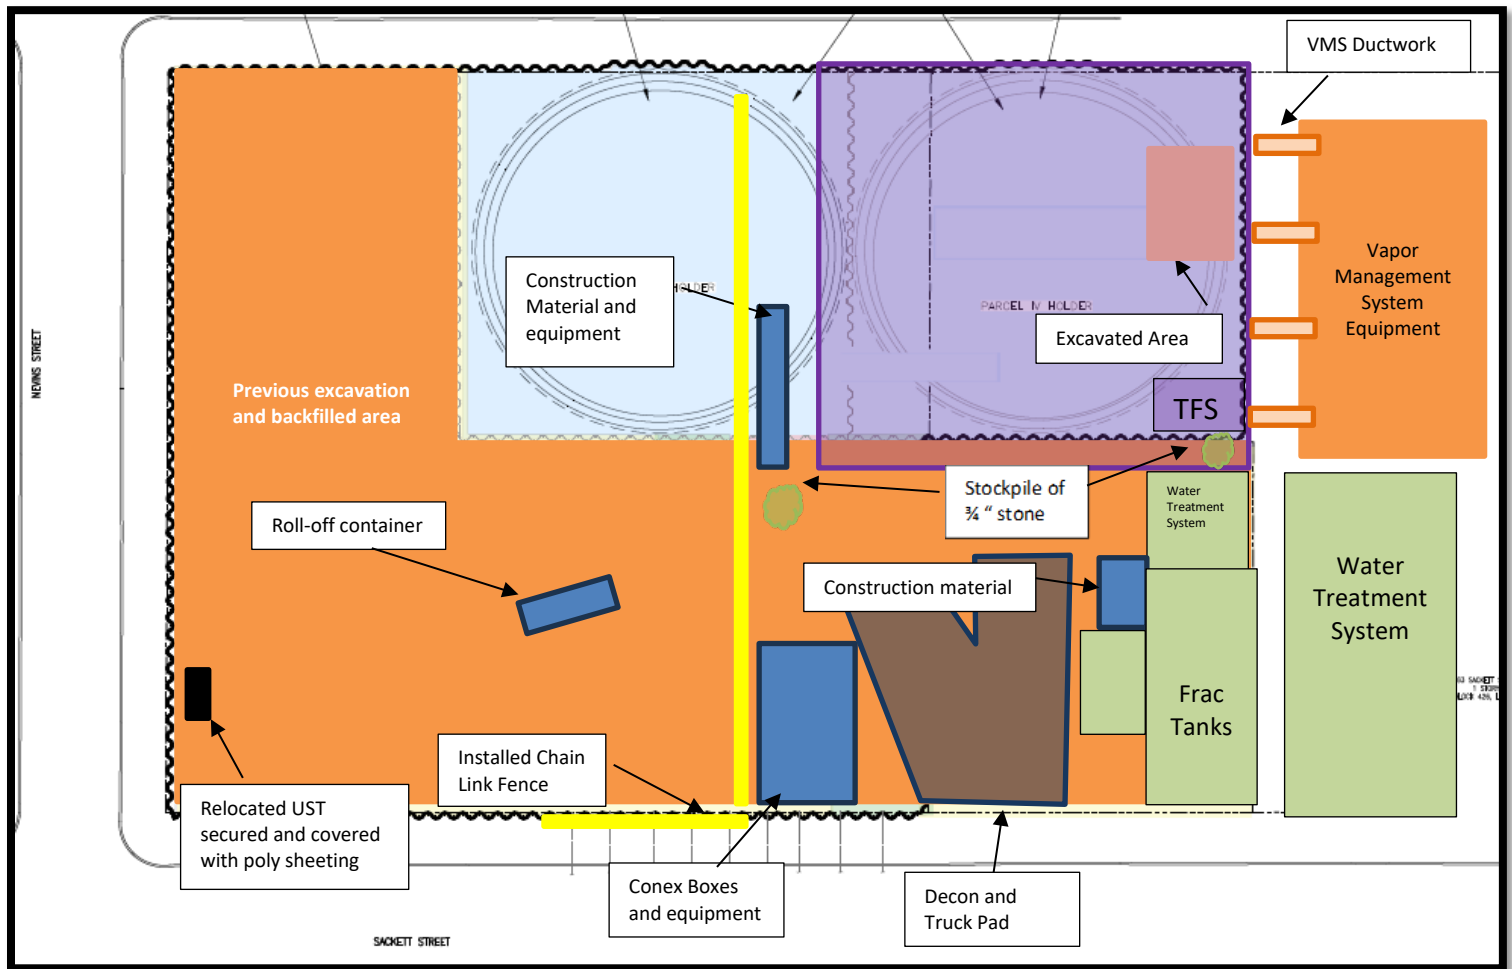 VMS Ductwork
Vapor
Management
System
Equipment
Construction
Material and
equipment
HOLDER
PARCEL IV HOLDER
Excavated Area
NEVINS STREET
Previous excavation
and backfilled area
TFS
Stockpile of
¾ “ stone
Water
Treatment
System
Roll-off container
Construction material
Water
Treatment
System
Frac
Tanks
Installed Chain
Link Fence
Relocated UST
secured and covered
with poly sheeting
Conex Boxes
and equipment
Decon and
Truck Pad
SACKETT STREET